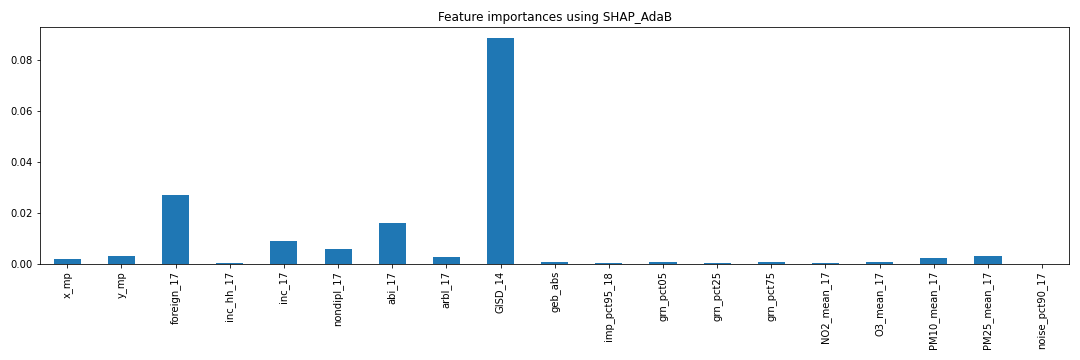 Feature importances using SHAP_AdaB
0.08
0.06
0.04
0.02
0.00
x_mp
y_mp
foreign_17
inc_hh_17
inc_17
nondipl_17
abi_17
arbl_17
GISD_14
geb_abs
imp_pct95_18
grn_pct05
grn_pct25
grn_pct75
NO2_mean_17
O3_mean_17
PM10_mean_17
PM25_mean_17
noise_pct90_17